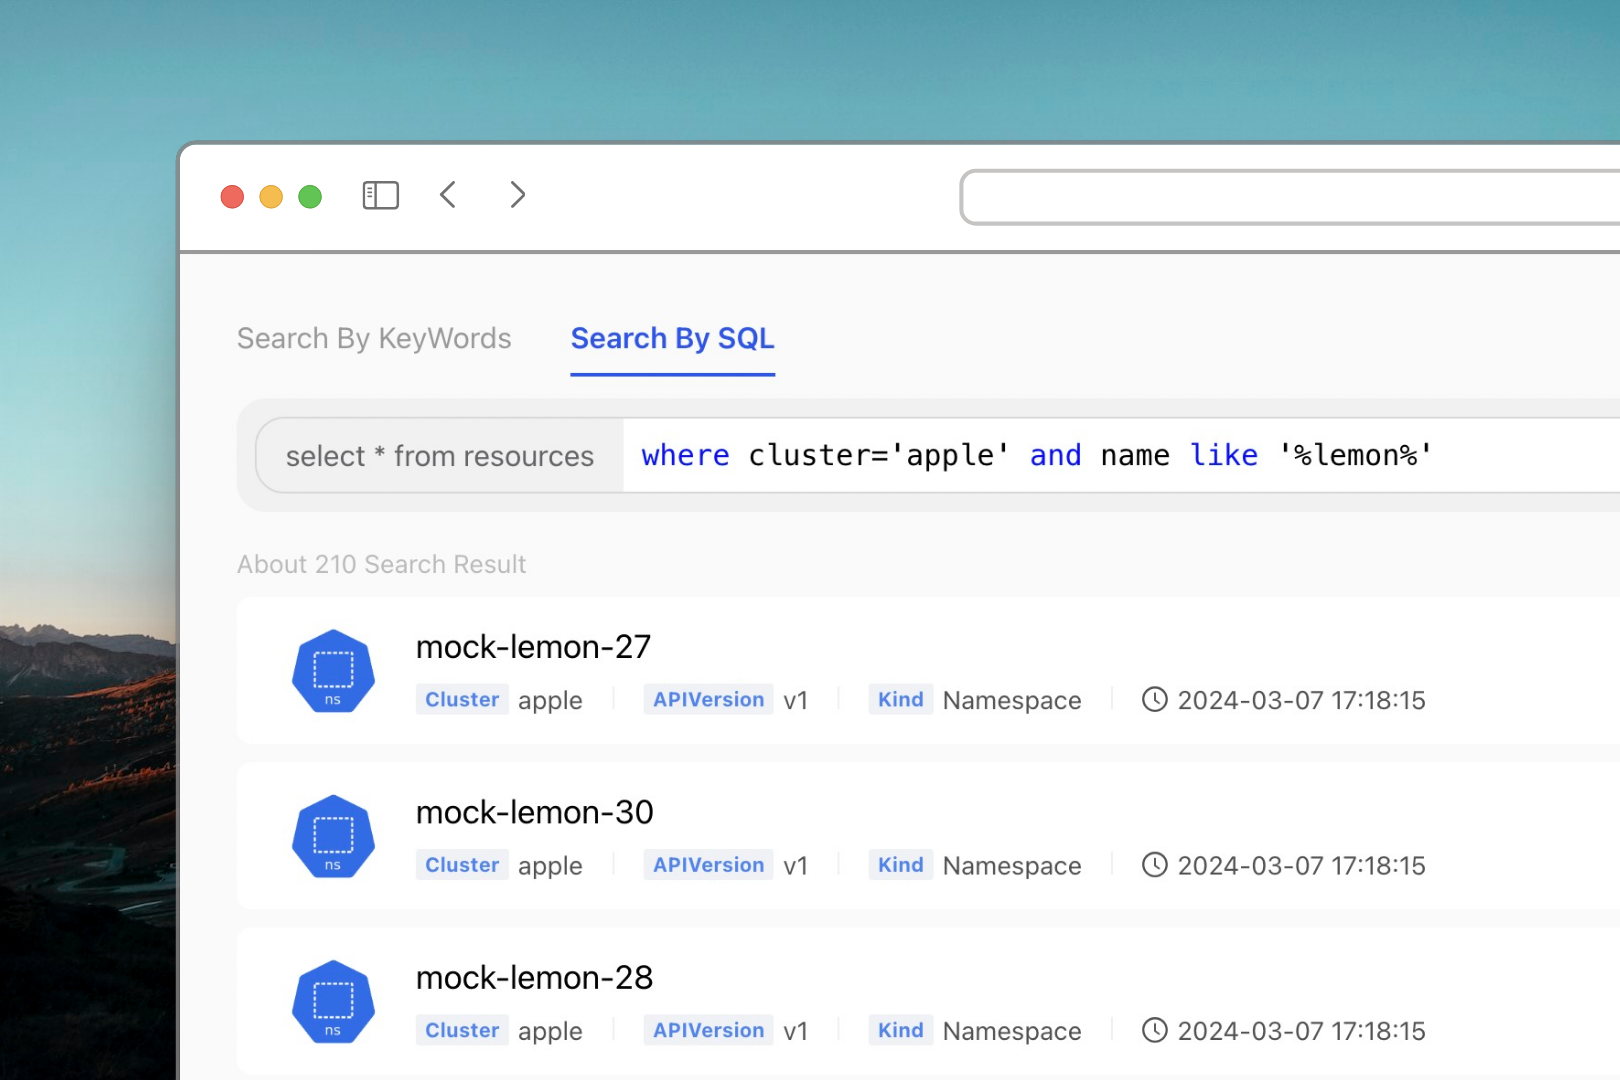 Search By KeyWords Search By SQL
select * from resources where cluster='apple' and name like '%lemon%'
About 210 Search Result
mock-lemon-27
ns
Cluster apple APIVersion v1 Kind Namespace 2024-03-07 17:18:15
mock-lemon-30
ns
Cluster apple APIVersion v1 Kind Namespace 2024-03-07 17:18:15
mock-lemon-28
ns
Cluster apple APIVersion v1 Kind Namespace 2024-03-07 17:18:15